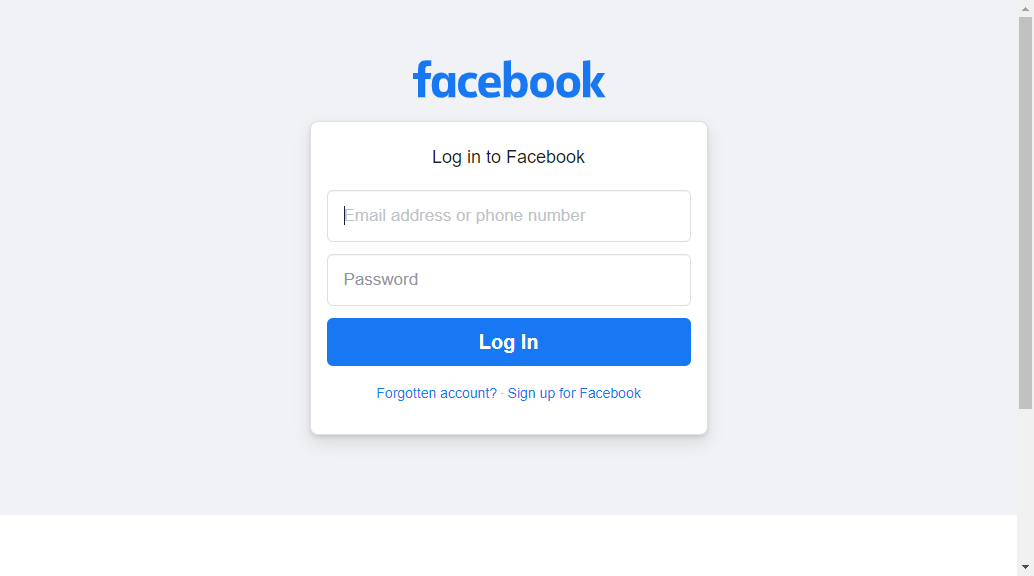 facebook
Log in to Facebook
Email address or phone number
Password
Log In
Forgotten account? · Sign up for Facebook